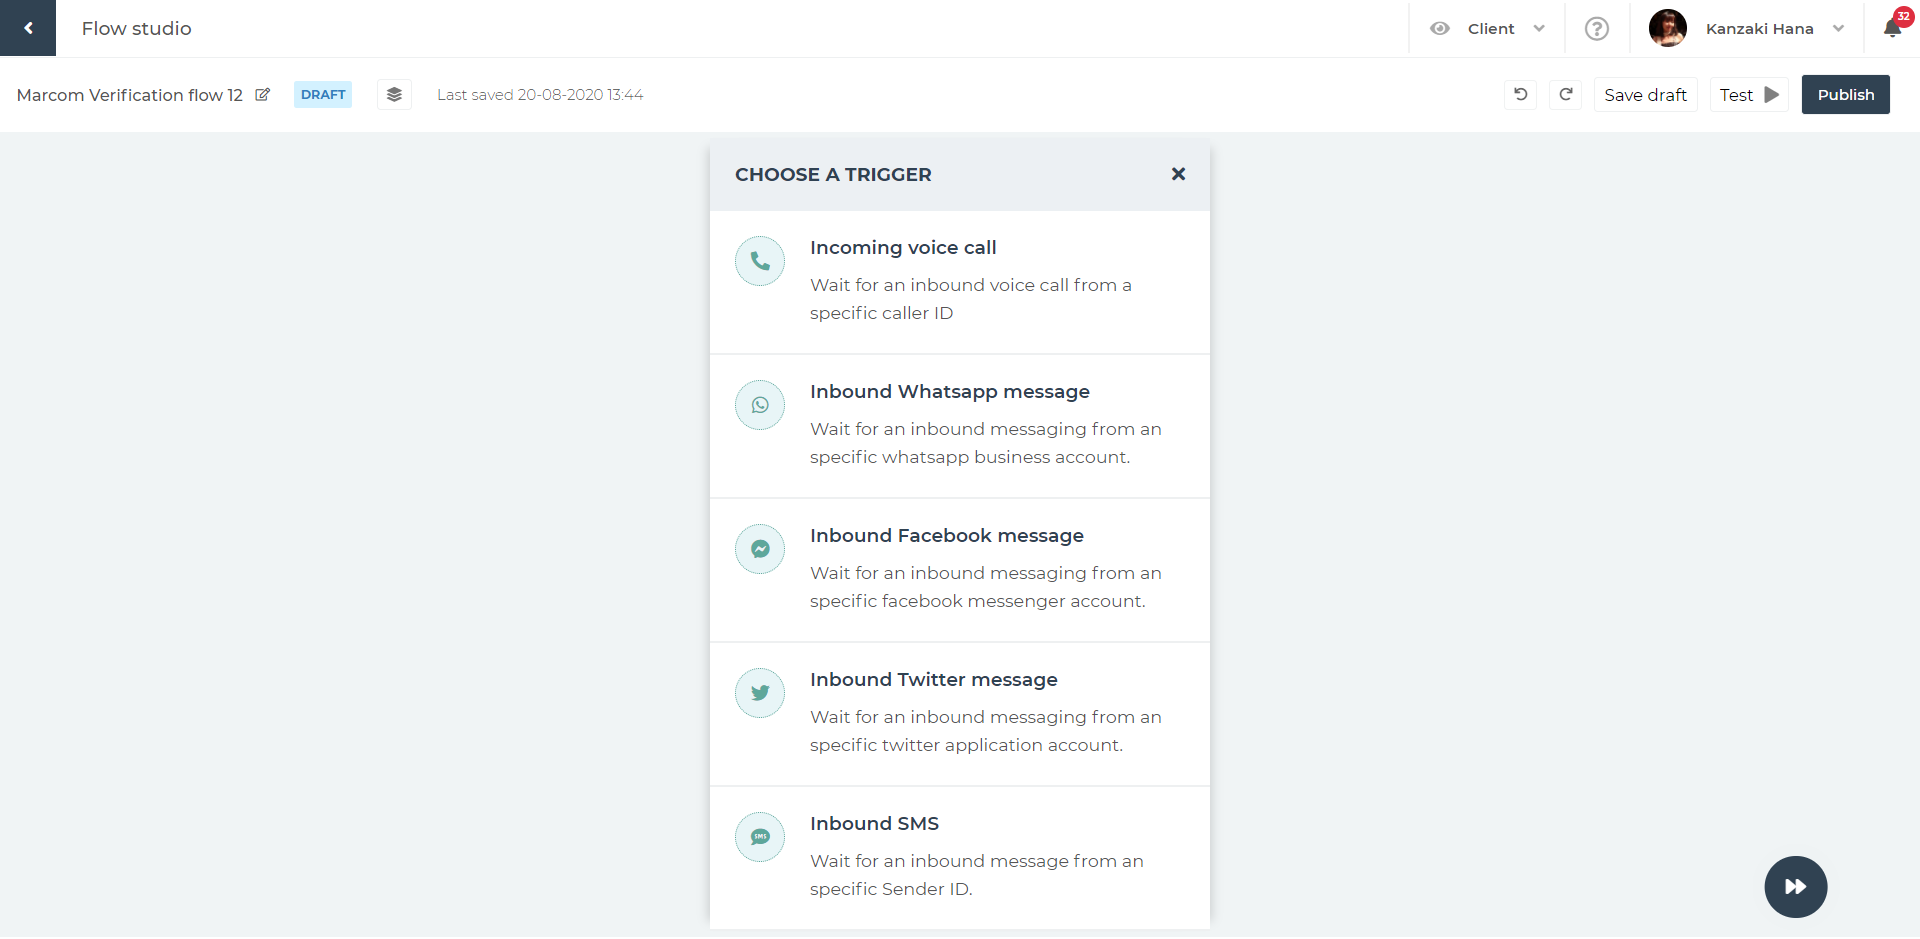 Flow studio
Client
Kanzaki Hana
32
Marcom Verification flow 12
DRAFT
Last saved 20-08-2020 13:44
Save draft
Test
Publish
CHOOSE A TRIGGER
Incoming voice call
Wait for an inbound voice call from a
specific caller ID
Inbound Whatsapp message
Wait for an inbound messaging from an
specific whatsapp business account.
Inbound Facebook message
Wait for an inbound messaging from an
specific facebook messenger account.
Inbound Twitter message
Wait for an inbound messaging from an
specific twitter application account.
SMS
Inbound SMS
Wait for an inbound message from an
specific Sender ID.